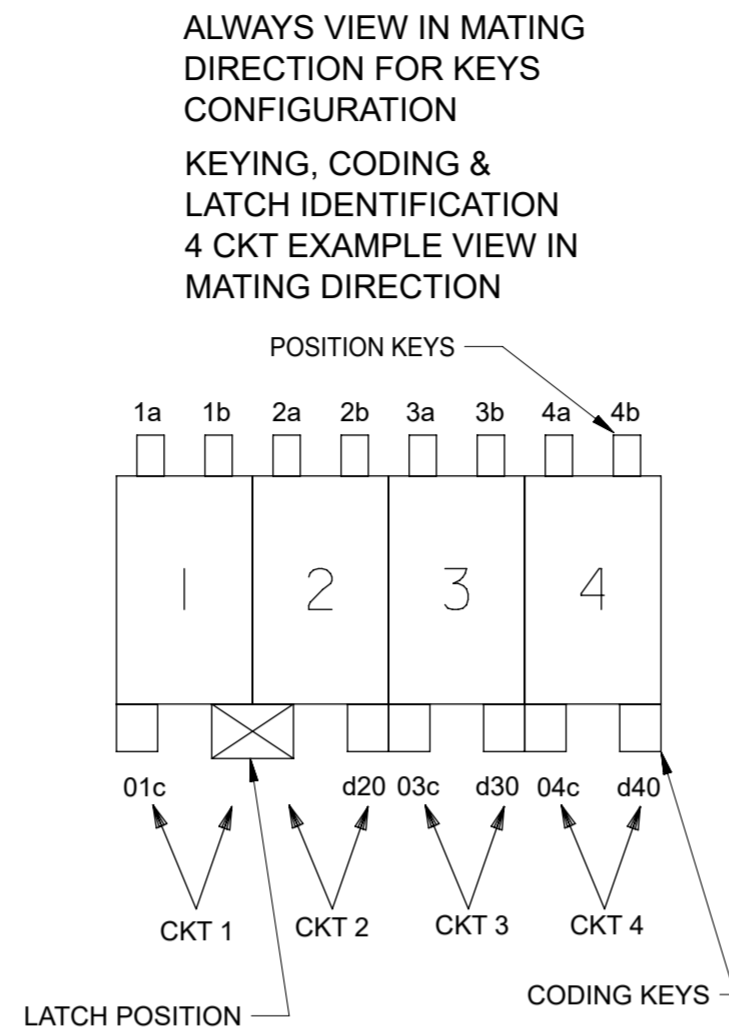 ALWAYS VIEW IN MATING
DIRECTION FOR KEYS
CONFIGURATION
KEYING, CODING &
LATCH IDENTIFICATION
4 CKT EXAMPLE VIEW IN
MATING DIRECTION
POSITION KEYS
1a 1b 2a 2b 3a 3b 4a 4b
1 2 3 4
01c d20 03c d30 04c d40
CKT 1 CKT 2 CKT 3 CKT 4
CODING KEYS
LATCH POSITION